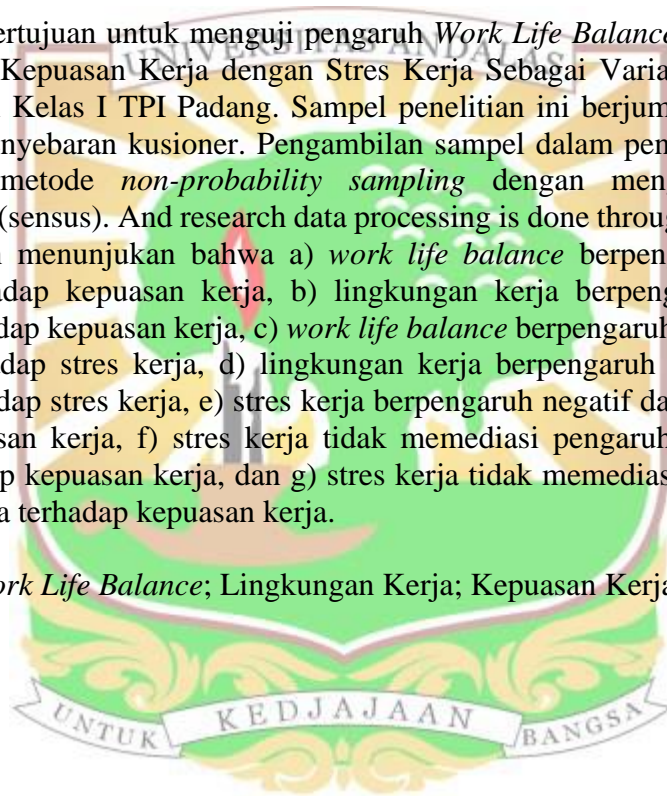 ertujuan untuk menguji pengaruh Work Life Balance
UNIVERSITAS ANDALAS
Kepuasan Kerja dengan Stres Kerja Sebagai Varia
Kelas I TPI Padang. Sampel penelitian ini berjum
nyebaran kusioner. Pengambilan sampel dalam pen
metode non-probability sampling dengan men
(sensus). And research data processing is done throug
menunjukan bahwa a) work life balance berpen
adap kepuasan kerja, b) lingkungan kerja berpeng
dap kepuasan kerja, c) work life balance berpengaruh
adap stres kerja, d) lingkungan kerja berpengaruh
dap stres kerja, e) stres kerja berpengaruh negatif da
san kerja, f) stres kerja tidak memediasi pengaruh
p kepuasan kerja, dan g) stres kerja tidak memedias
a terhadap kepuasan kerja.
ork Life Balance; Lingkungan Kerja; Kepuasan Kerja
UNTUK KEDJAJAAN BANGSA